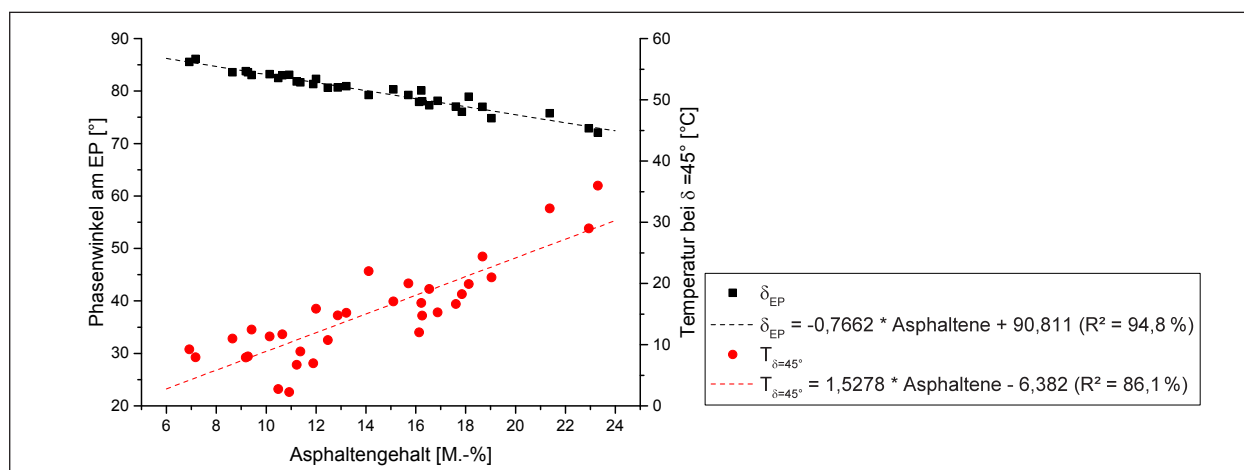 90
80
70
60
50
40
30
20
Phasenwinkel am EP [°]
60
50
40
30
20
10
0
Temperatur bei δ =45° [°C]
6 8 10 12 14 16 18 20 22 24
Asphaltengehalt [M.-%]
δEP
δEP = -0,7662 * Asphaltene + 90,811 (R² = 94,8 %)
Tδ=45°
Tδ=45° = 1,5278 * Asphaltene - 6,382 (R² = 86,1 %)